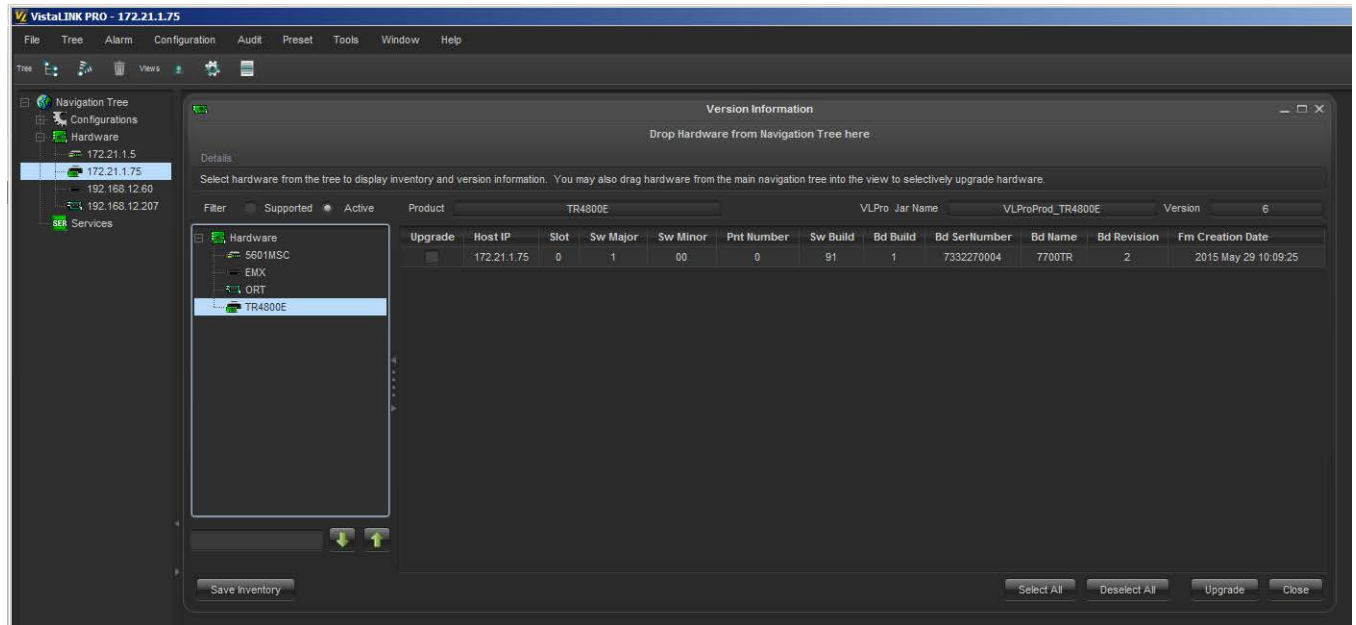 VistaLINK PRO - 172.21.1.75
File Tree Alarm Configuration Audit Preset Tools Window Help
Tree Views
Navigation Tree
Configurations
Hardware
172.21.1.5
172.21.1.75
192.168.12.60
192.168.12.207
SER Services
Version Information
Drop Hardware from Navigation Tree here
Details
Select hardware from the tree to display inventory and version information. You may also drag hardware from the main navigation tree into the view to selectively upgrade hardware.
Filter Supported Active Product TR4800E VLPro Jar Name VLProProd_TR4800E Version 6
Hardware
5601MSC
EMX
ORT
TR4800E
Upgrade Host IP Slot Sw Major Sw Minor Pnt Number Sw Build Bd Build Bd SerNumber Bd Name Bd Revision Fm Creation Date
172.21.1.75 0 1 00 0 91 1 7332270004 7700TR 2 2015 May 29 10:09:25
Save Inventory Select All Deselect All Upgrade Close